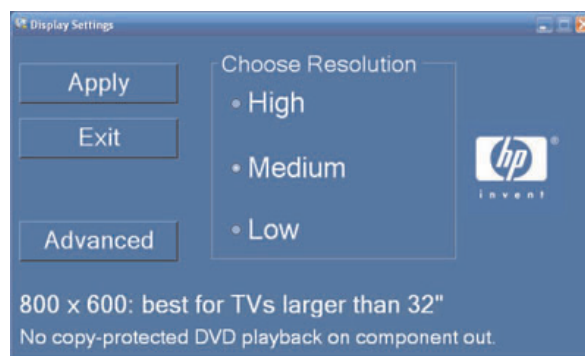 Display Settings
Apply
Exit
Advanced
Choose Resolution
High
Medium
Low
hp
®
invent
800 x 600: best for TVs larger than 32"
No copy-protected DVD playback on component out.